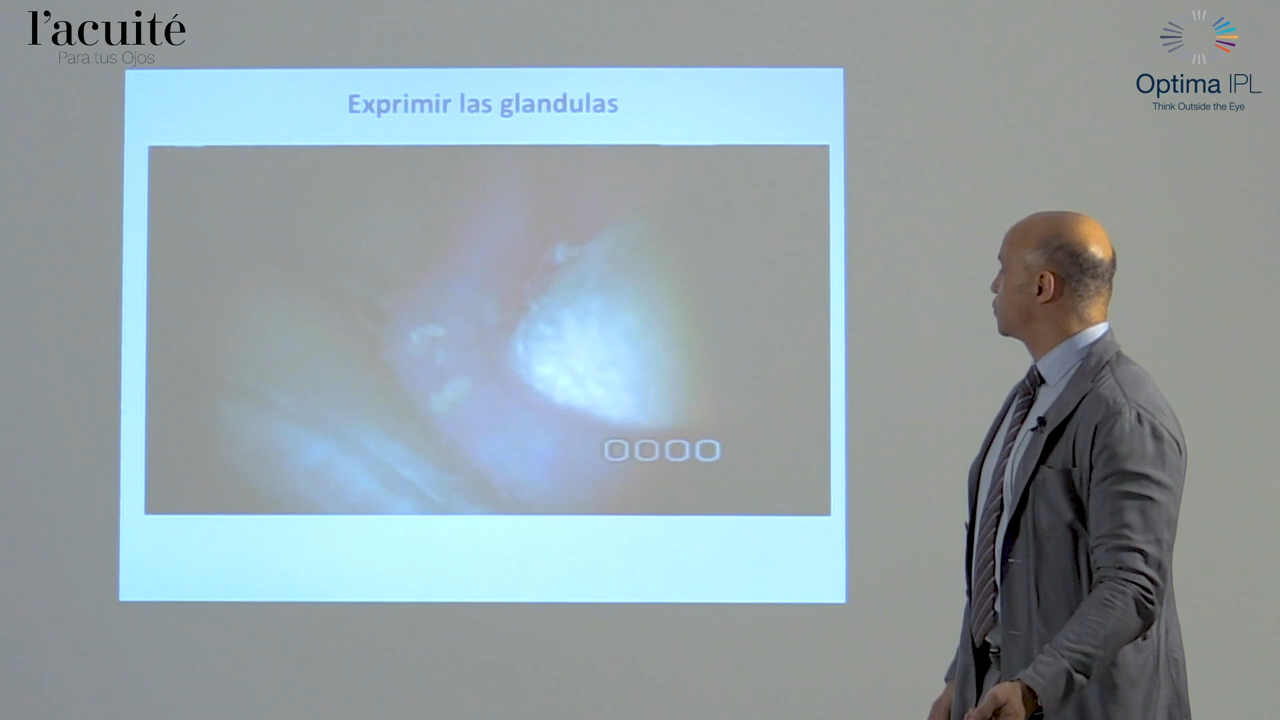 l'acuité
Para tus Ojos
Optima IPL
Think Outside the Eye
Exprimir las glandulas